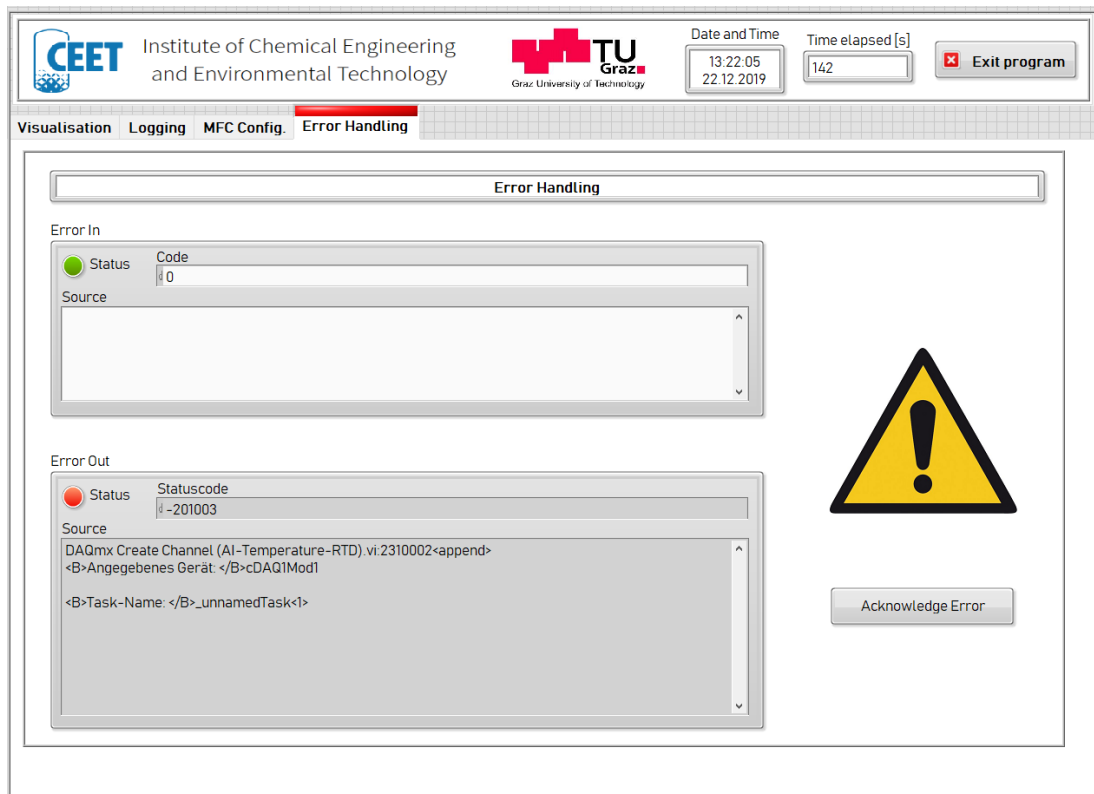 CEET
Institute of Chemical Engineering
and Environmental Technology
TU
Graz
Graz University of Technology
Date and Time
13:22:05
22.12.2019
Time elapsed [s]
142
Exit program
Visualisation
Logging
MFC Config.
Error Handling
Error Handling
Error In
Status
Code
d 0
Source
Error Out
Status
Statuscode
d -201003
Source
DAQmx Create Channel (AI-Temperature-RTD).vi:2310002<append>
<B>Angegebenes Gerät: </B>cDAQ1Mod1
<B>Task-Name: </B>_unnamedTask<1>
!
Acknowledge Error